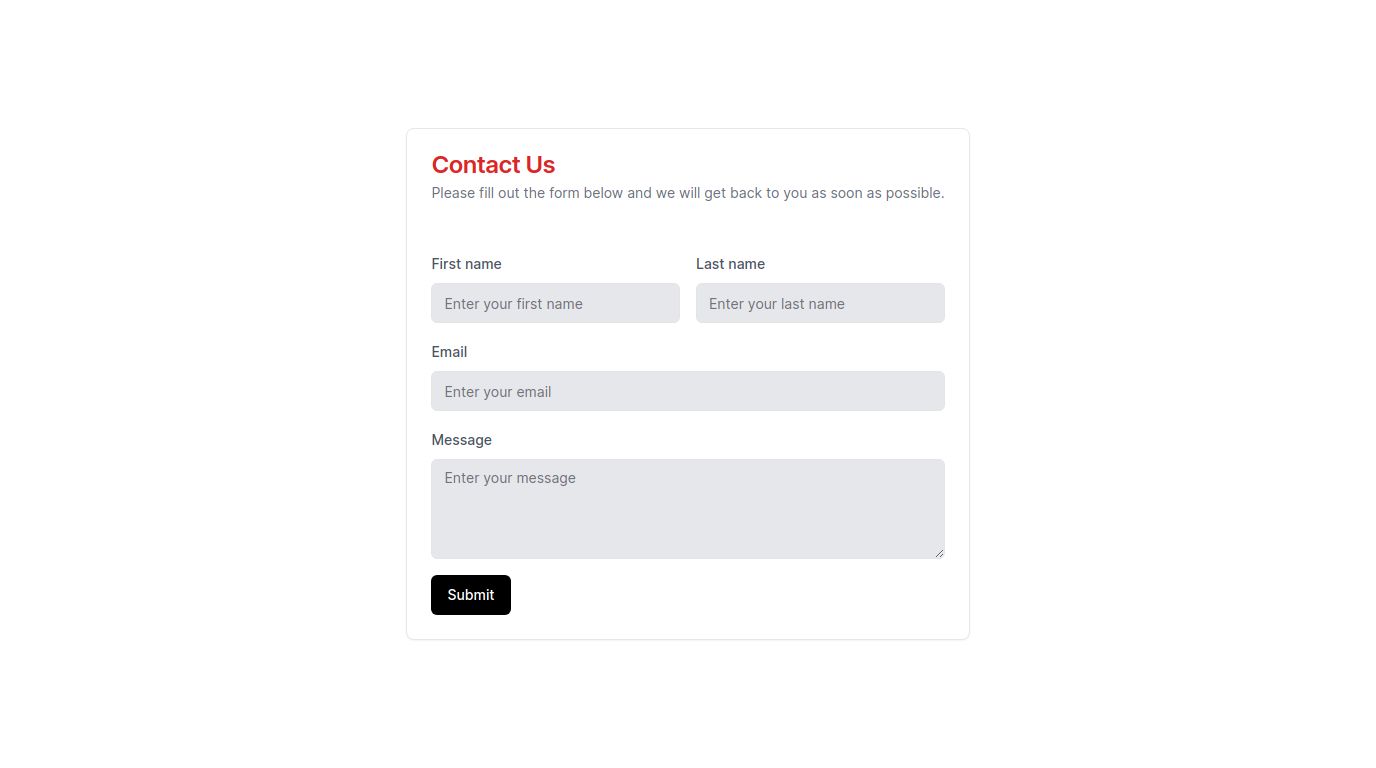 Contact Us
Please fill out the form below and we will get back to you as soon as possible.
First name
Last name
Enter your first name
Enter your last name
Email
Enter your email
Message
Enter your message
Submit